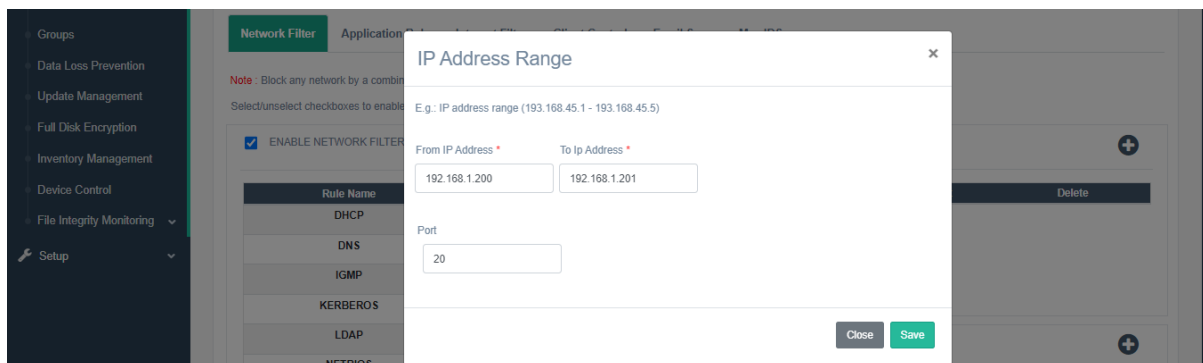 Groups
Data Loss Prevention
Update Management
Full Disk Encryption
Inventory Management
Device Control
File Integrity Monitoring
Setup
Network Filter
Application
Note : Block any network by a combin
Select/unselect checkboxes to enable
ENABLE NETWORK FILTER
Rule Name
Delete
DHCP
DNS
IGMP
KERBEROS
LDAP
IP Address Range
×
E.g.: IP address range (193.168.45.1 - 193.168.45.5)
From IP Address * To Ip Address *
192.168.1.200 192.168.1.201
Port
20
Close Save